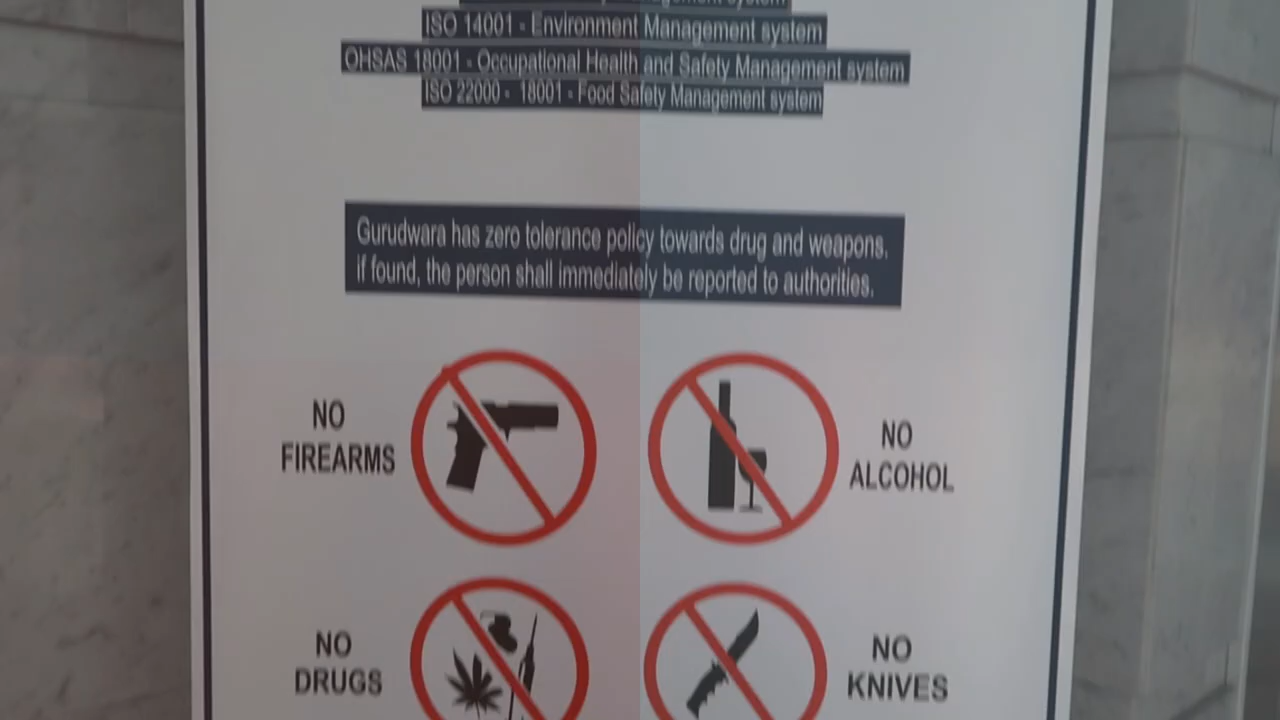 Management system
ISO 14001 - Environment Management system
OHSAS 18001 - Occupational Health and Safety Management system
ISO 22000 - 18001 - Food Safety Management system
Gurudwara has zero tolerance policy towards drug and weapons.
if found, the person shall immediately be reported to authorities.
NO
FIREARMS
NO
ALCOHOL
NO
DRUGS
NO
KNIVES